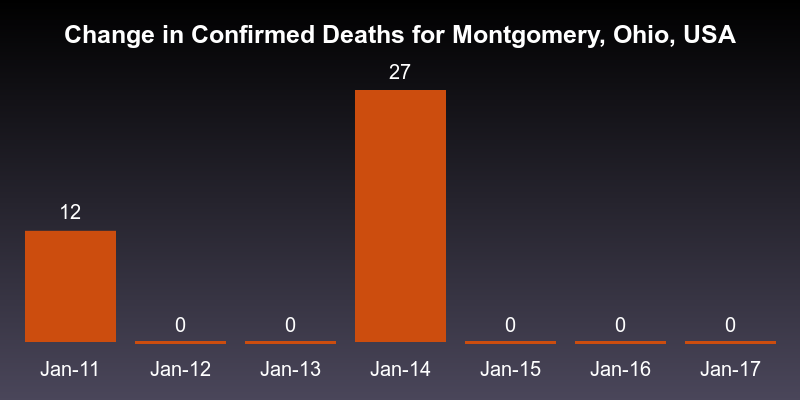 Change in Confirmed Deaths for Montgomery, Ohio, USA
27
12
0
0
0
0
0
Jan-11
Jan-12
Jan-13
Jan-14
Jan-15
Jan-16
Jan-17